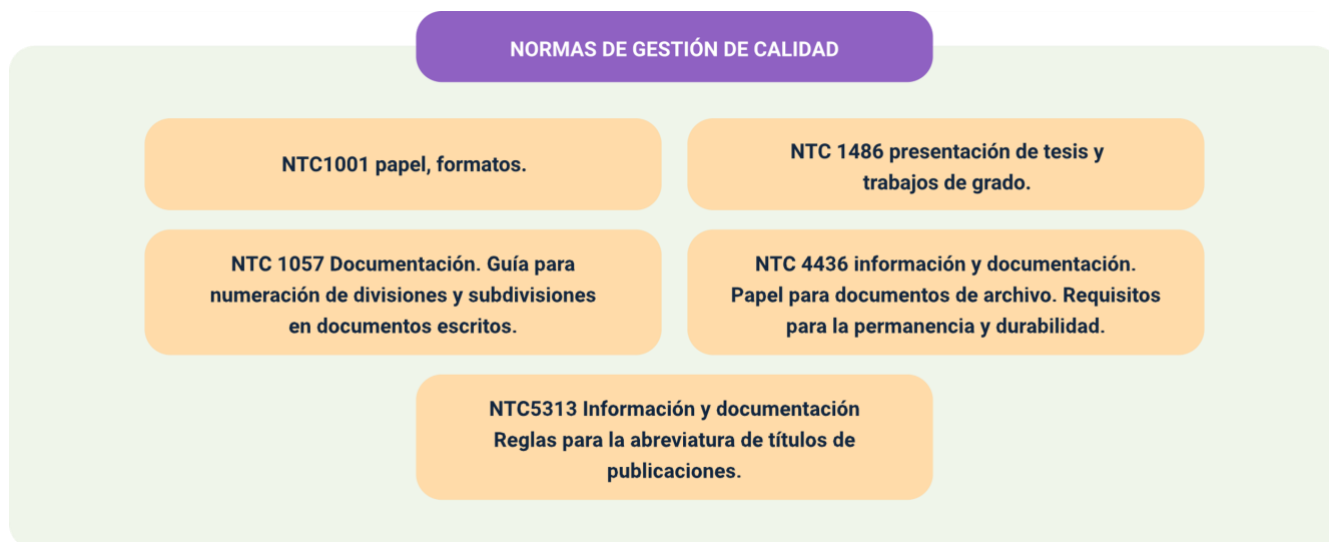 NORMAS DE GESTIÓN DE CALIDAD
NTC1001 papel, formatos.
NTC 1486 presentación de tesis y
trabajos de grado.
NTC 1057 Documentación. Guía para
numeración de divisiones y subdivisiones
en documentos escritos.
NTC 4436 información y documentación.
Papel para documentos de archivo. Requisitos
para la permanencia y durabilidad.
NTC5313 Información y documentación
Reglas para la abreviatura de títulos de
publicaciones.